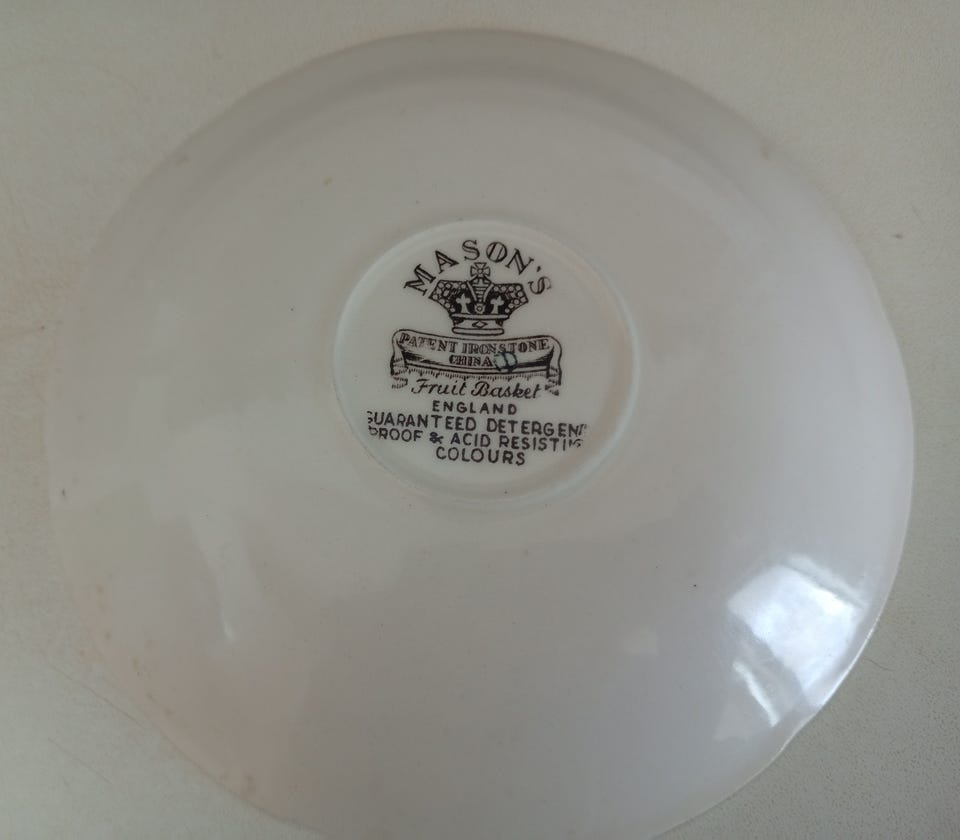 MASON'S
PATENT IRONSTONE
CHINA
Fruit Basket
ENGLAND
GUARANTEED DETERGENT
PROOF & ACID RESISTING
COLOURS